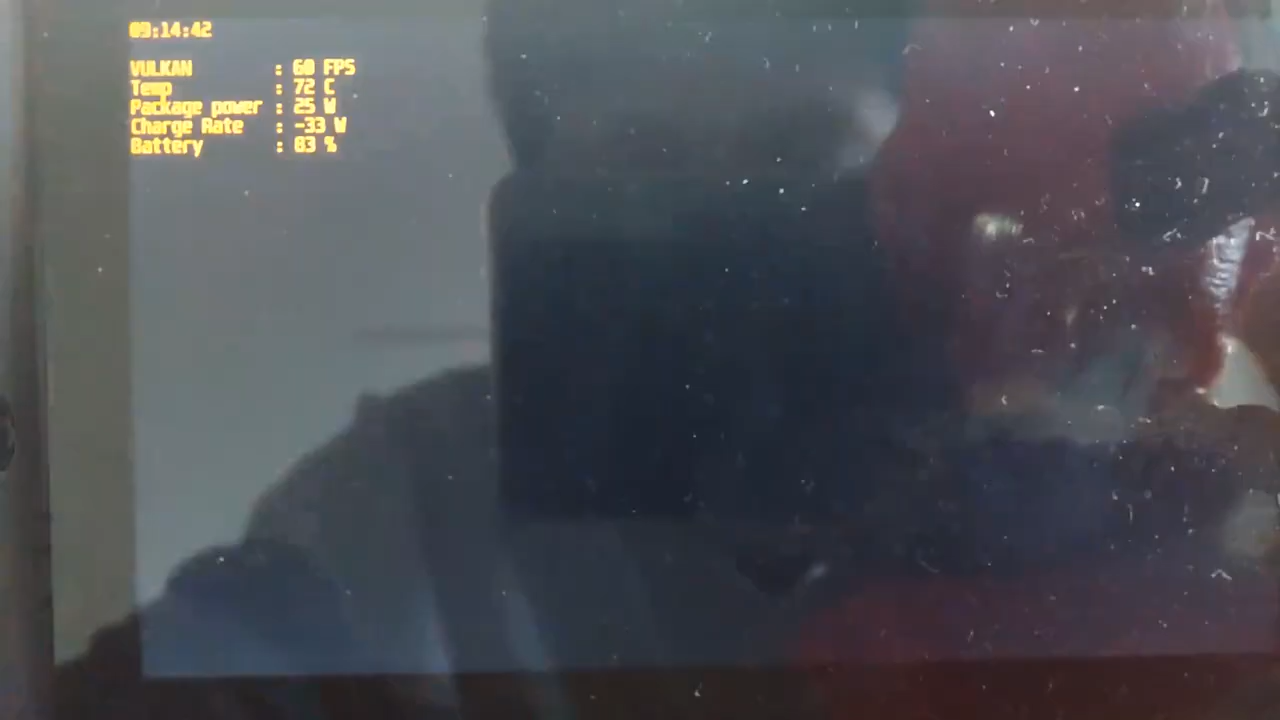 09:14:42
VULKAN : 60 FPS
Temp : 72 C
Package power : 25 W
Charge Rate : -33 W
Battery : 83 %